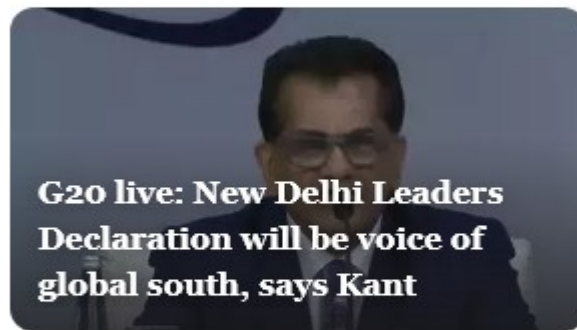 G20 live: New Delhi Leaders
Declaration will be voice of
global south, says Kant